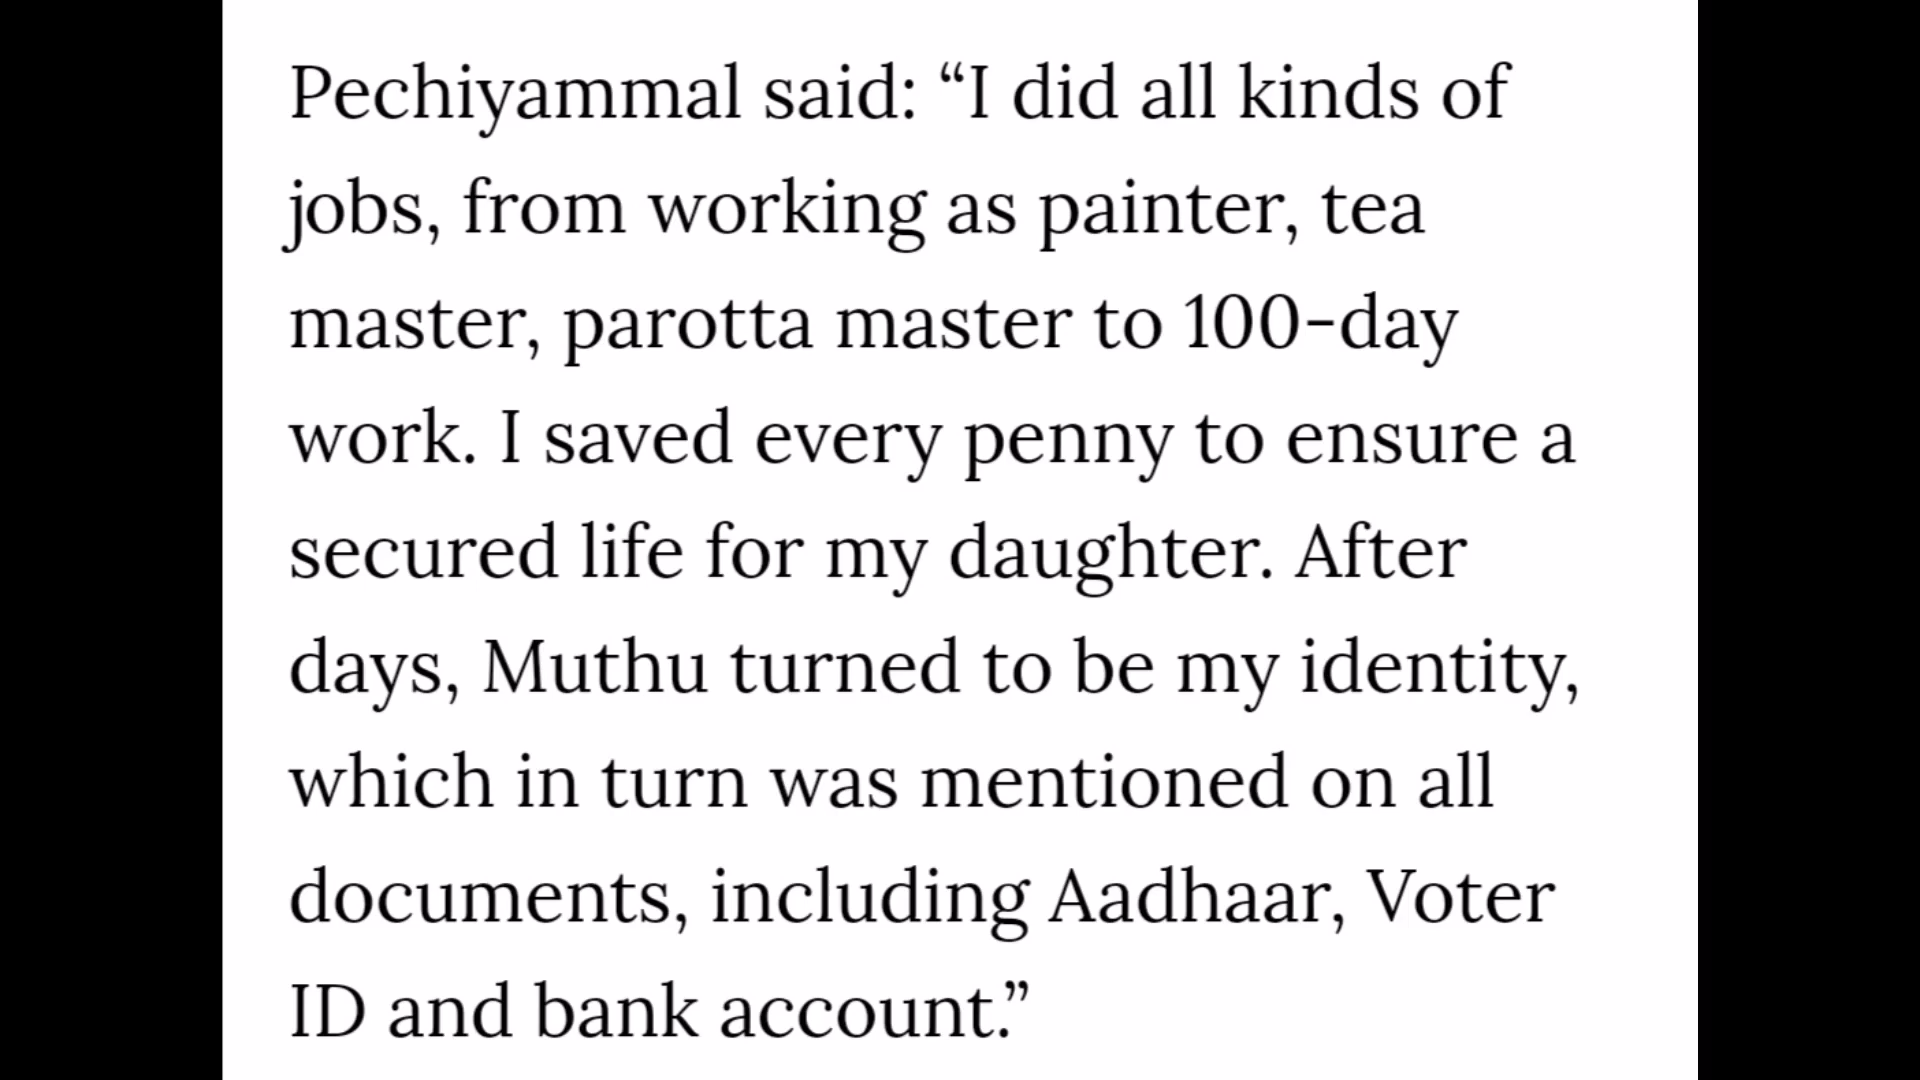 Pechiyammal said: “I did all kinds of
jobs, from working as painter, tea
master, parotta master to 100-day
work. I saved every penny to ensure a
secured life for my daughter. After
days, Muthu turned to be my identity,
which in turn was mentioned on all
documents, including Aadhaar, Voter
ID and bank account.”